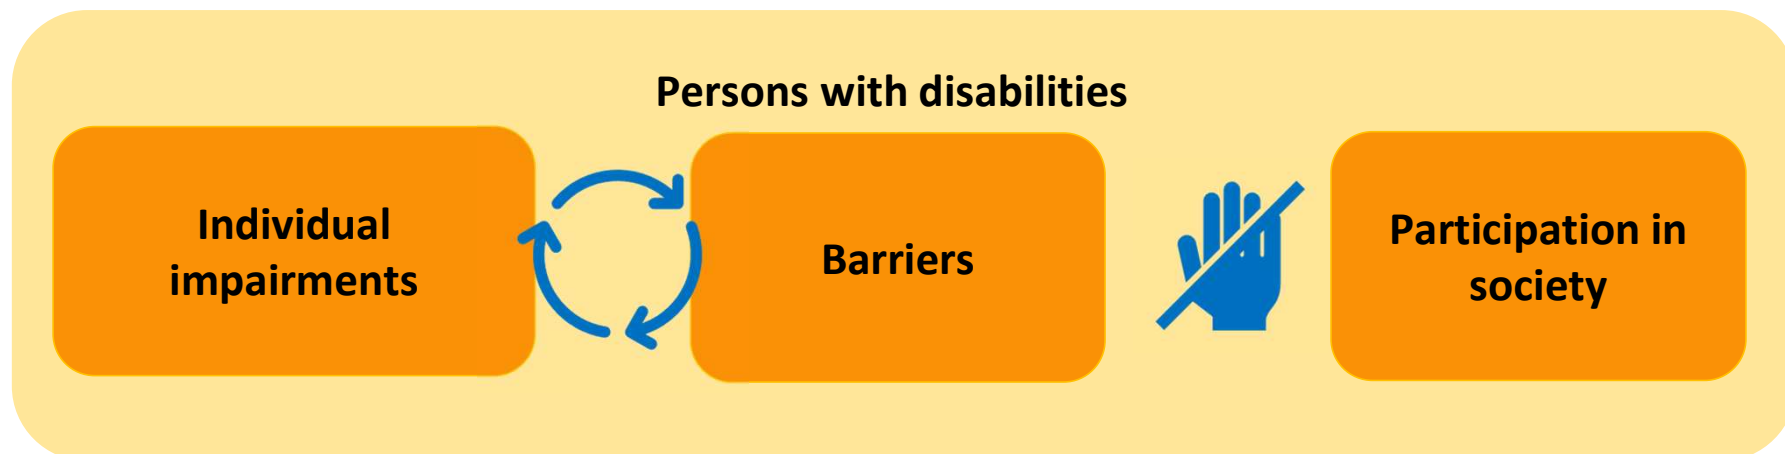 Persons with disabilities
Individual
impairments
Barriers
Participation in
society